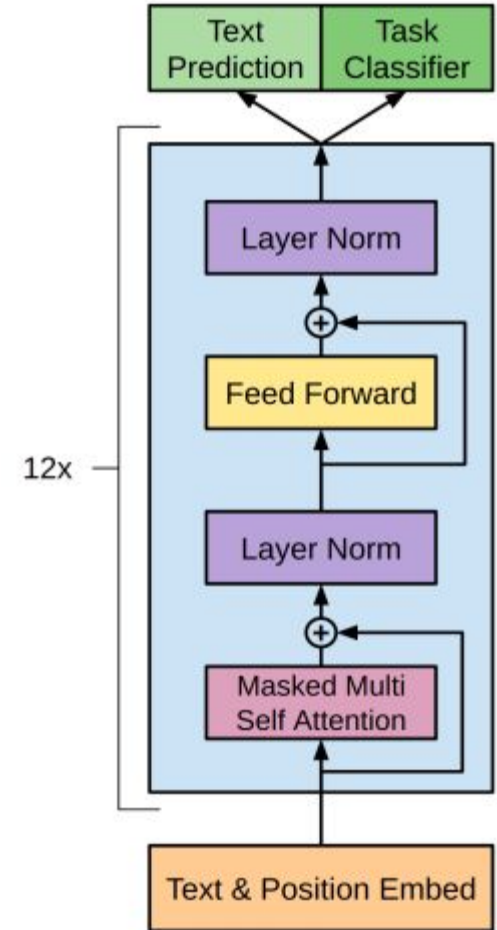 Text
Prediction
Task
Classifier
Layer Norm
+
Feed Forward
12x
Layer Norm
+
Masked Multi
Self Attention
Text & Position Embed